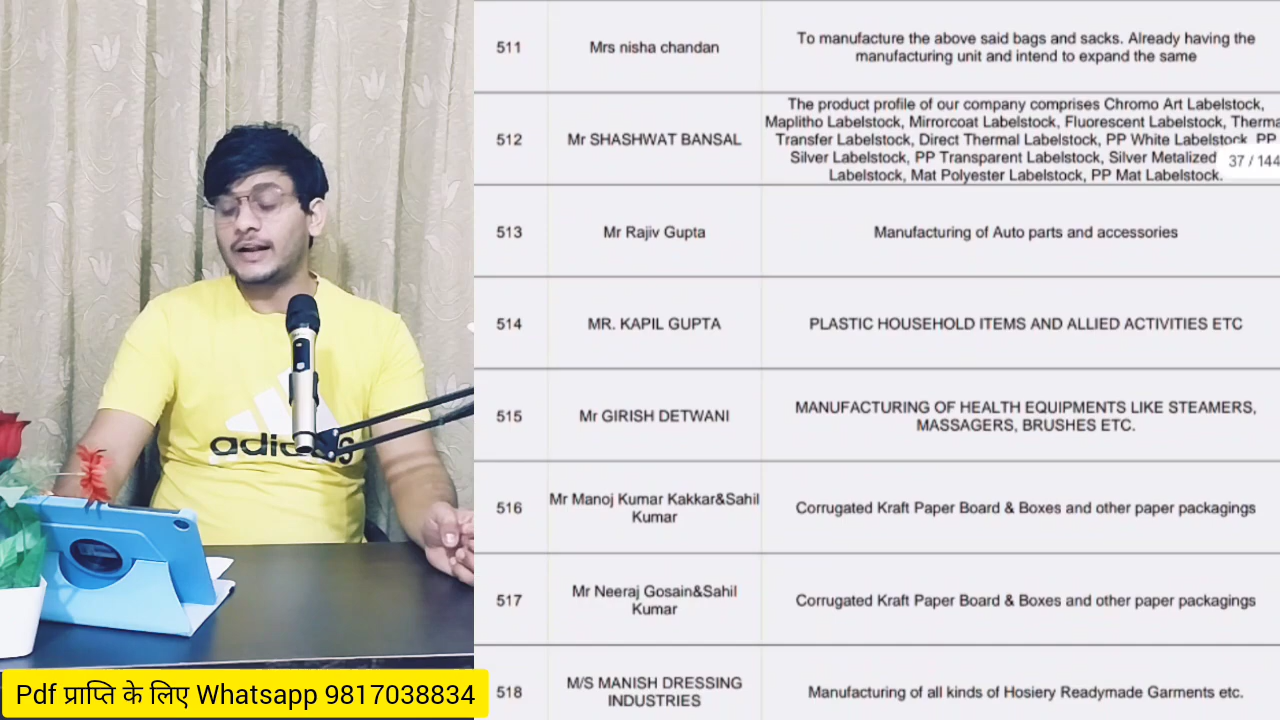 adidas
Pdf प्राप्ति के लिए Whatsapp 9817038834
511
Mrs nisha chandan
To manufacture the above said bags and sacks. Already having the
manufacturing unit and intend to expand the same
512
Mr SHASHWAT BANSAL
The product profile of our company comprises Chromo Art Labelstock,
Maplitho Labelstock, Mirrorcoat Labelstock, Fluorescent Labelstock, Therma
Transfer Labelstock, Direct Thermal Labelstock, PP White Labelstock, PP
Silver Labelstock, PP Transparent Labelstock, Silver Metalized
Labelstock, Mat Polyester Labelstock, PP Mat Labelstock.
37 / 144
513
Mr Rajiv Gupta
Manufacturing of Auto parts and accessories
514
MR. KAPIL GUPTA
PLASTIC HOUSEHOLD ITEMS AND ALLIED ACTIVITIES ETC
515
Mr GIRISH DETWANI
MANUFACTURING OF HEALTH EQUIPMENTS LIKE STEAMERS,
MASSAGERS, BRUSHES ETC.
516
Mr Manoj Kumar Kakkar&Sahil
Kumar
Corrugated Kraft Paper Board & Boxes and other paper packagings
517
Mr Neeraj Gosain&Sahil
Kumar
Corrugated Kraft Paper Board & Boxes and other paper packagings
518
M/S MANISH DRESSING
INDUSTRIES
Manufacturing of all kinds of Hosiery Readymade Garments etc.